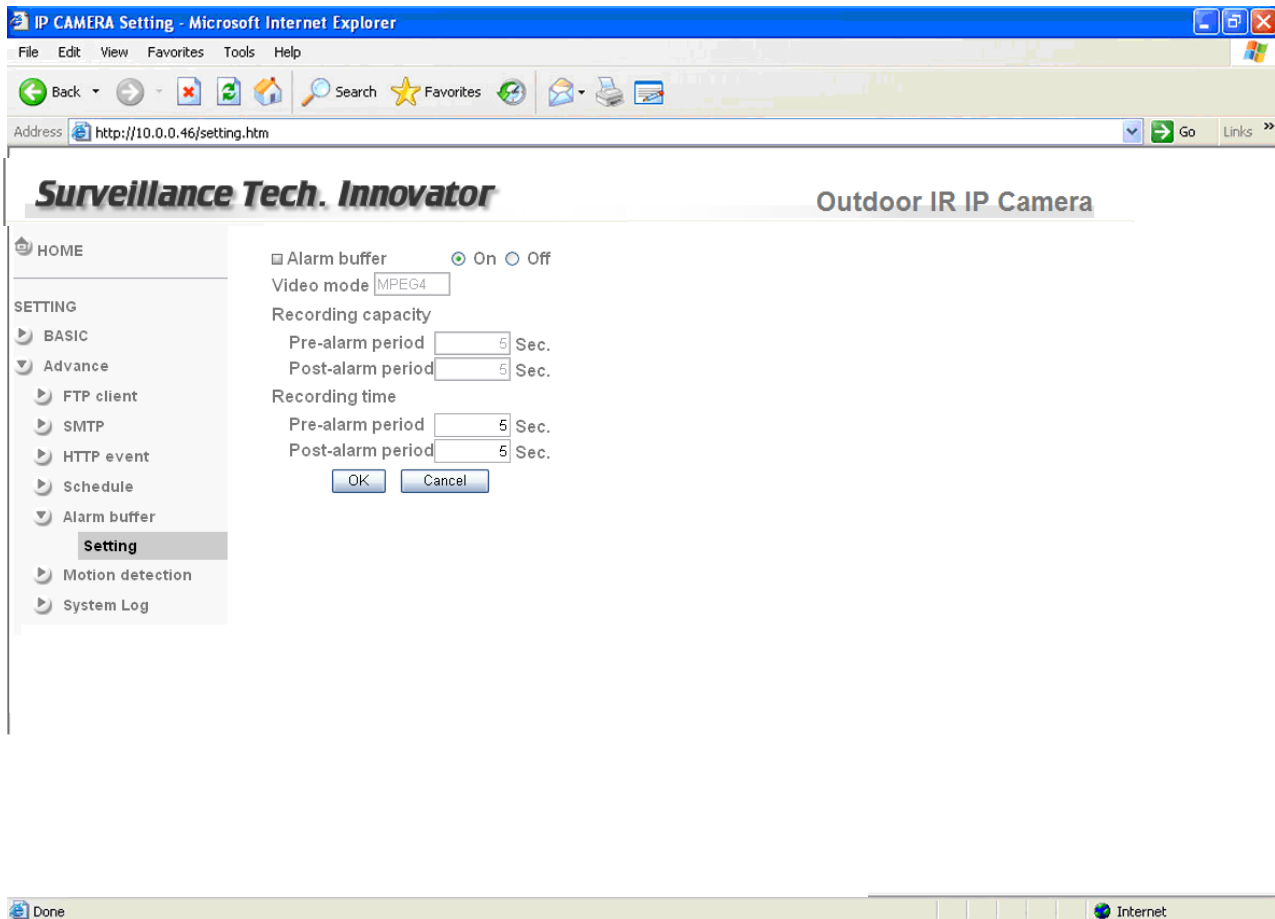 IP CAMERA Setting - Microsoft Internet Explorer
File Edit View Favorites Tools Help
Back Search Favorites
Address http://10.0.0.46/setting.htm Go Links »
Surveillance Tech. Innovator
Outdoor IR IP Camera
HOME
SETTING
BASIC
Advance
FTP client
SMTP
HTTP event
Schedule
Alarm buffer
Setting
Motion detection
System Log
Alarm buffer On Off
Video mode MPEG4
Recording capacity
Pre-alarm period 5 Sec.
Post-alarm period 5 Sec.
Recording time
Pre-alarm period 5 Sec.
Post-alarm period 5 Sec.
OK Cancel
Done Internet